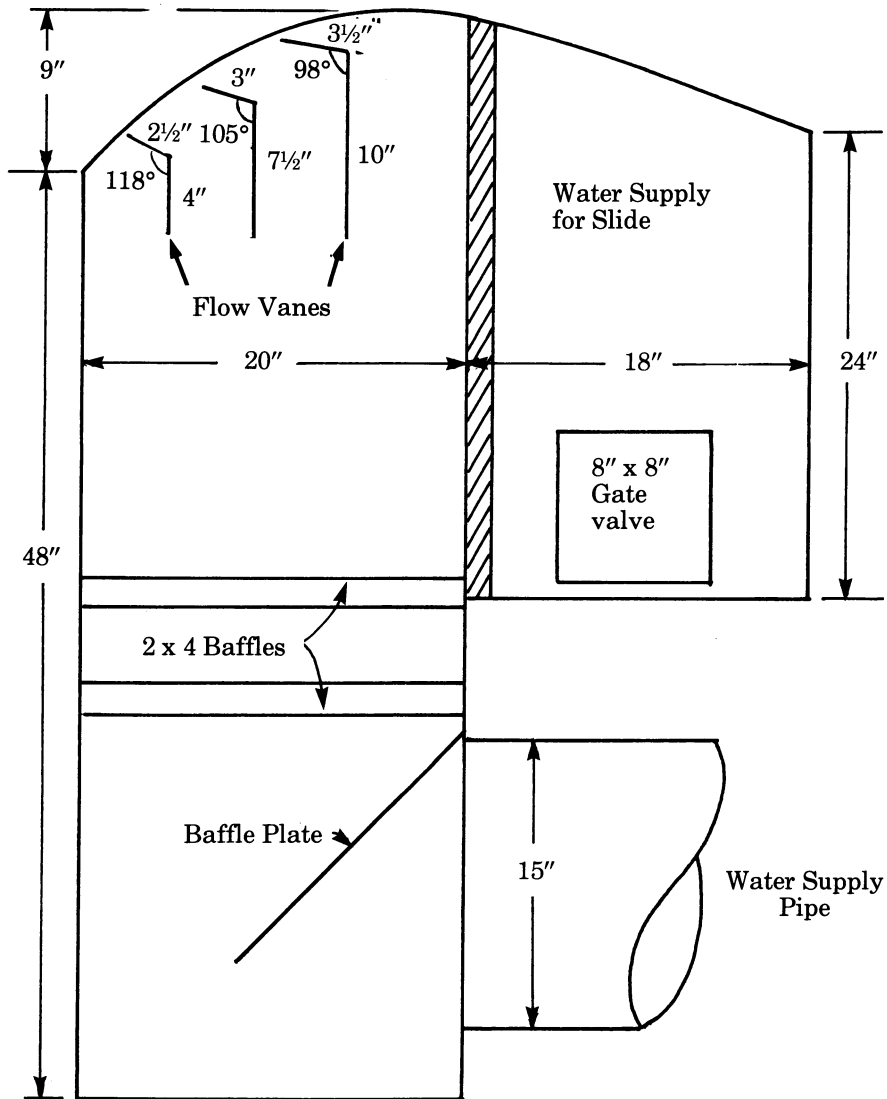 9″
3½″
98°
10″
3″
105°
7½″
2½″
118°
4″
Flow Vanes
Water Supply
for Slide
20″
18″
24″
8″ x 8″
Gate
valve
48″
2 x 4 Baffles
Baffle Plate
15″
Water Supply
Pipe